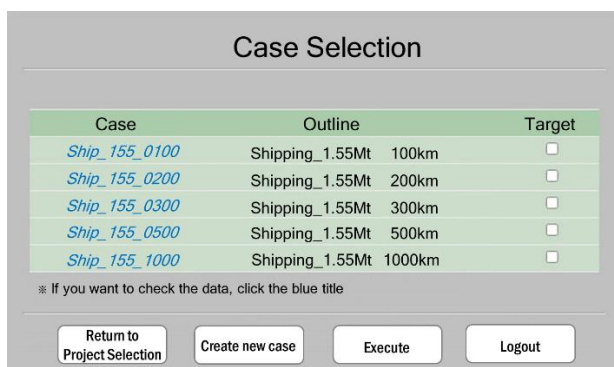 Case Selection
Case Outline Target
Ship_155_0100 Shipping_1.55Mt 100km
Ship_155_0200 Shipping_1.55Mt 200km
Ship_155_0300 Shipping_1.55Mt 300km
Ship_155_0500 Shipping_1.55Mt 500km
Ship_155_1000 Shipping_1.55Mt 1000km
※ If you want to check the data, click the blue title
Return to
Project Selection
Create new case
Execute
Logout